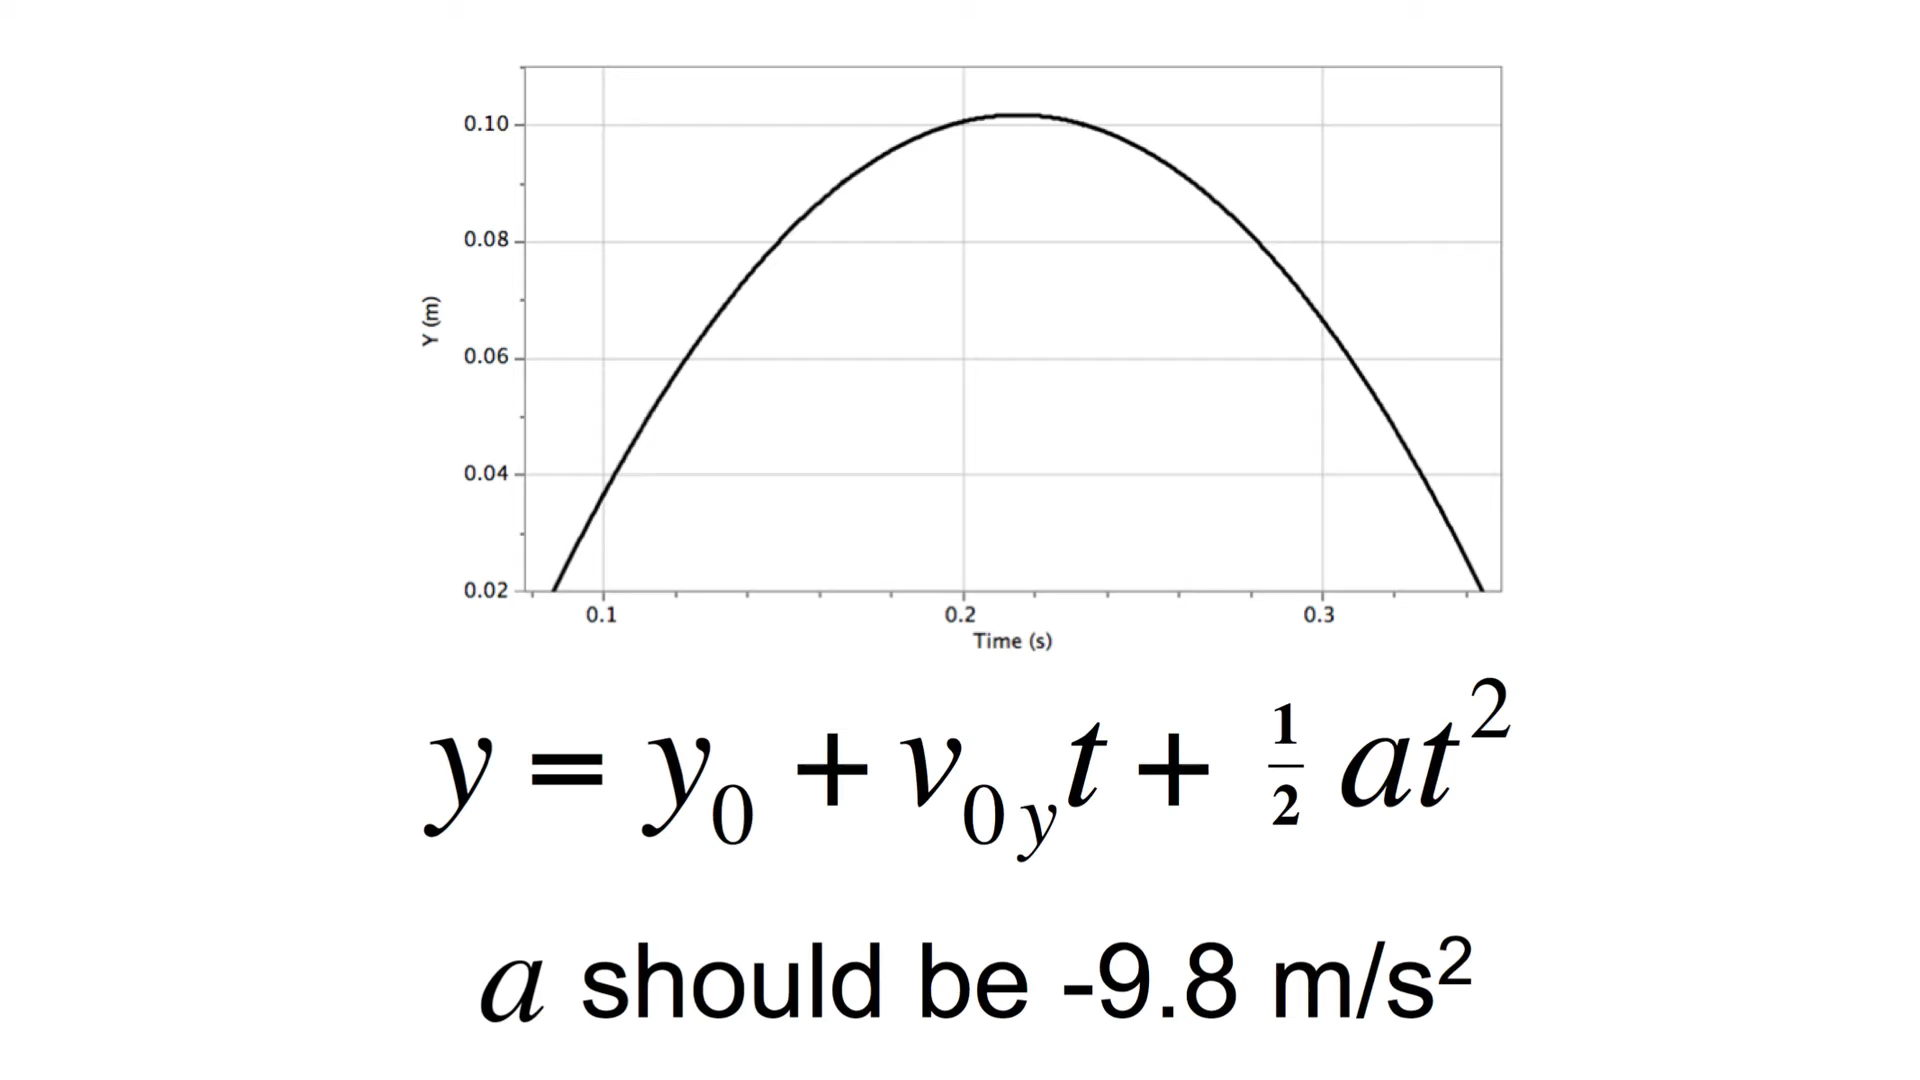 0.10
0.08
Y (m)
0.06
0.04
0.02
0.1 0.2 0.3
Time (s)
y = y₀ + v₀y t + ½ at²
a should be -9.8 m/s²